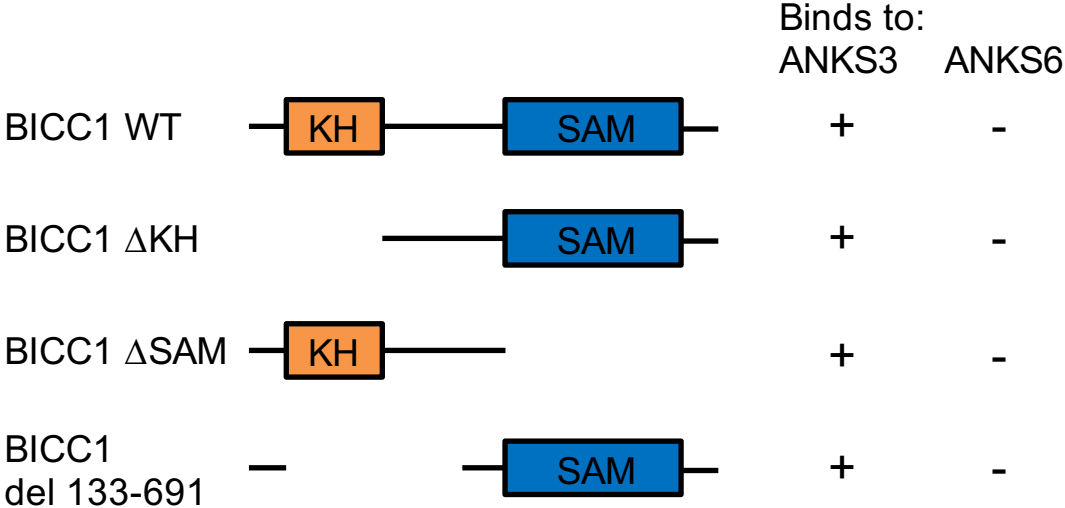 Binds to:
ANKS3 ANKS6
BICC1 WT KH SAM + -
BICC1 ΔKH SAM + -
BICC1 ΔSAM KH + -
BICC1
del 133-691 SAM + -